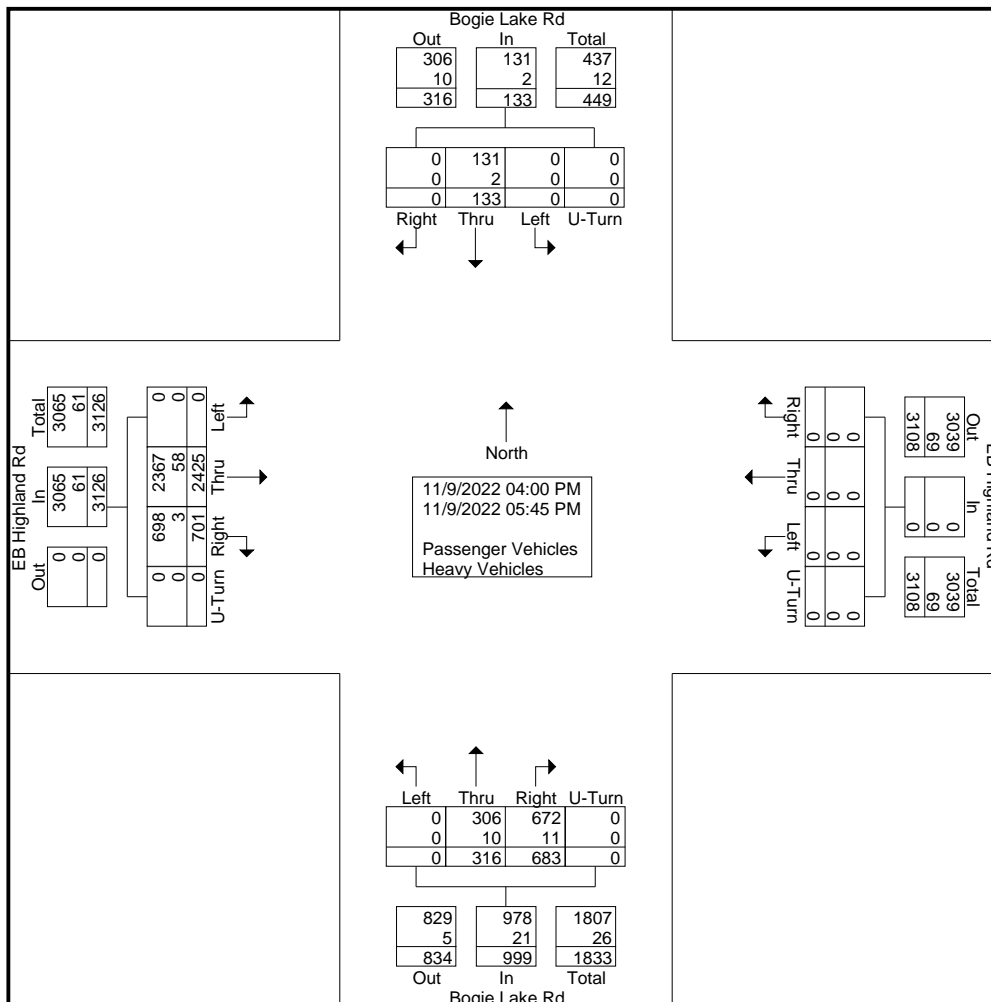 Bogie Lake Rd
Out In Total
306 131 437
10 2 12
316 133 449
0 131 0 0
0 2 0 0
0 133 0 0
Right Thru Left U-Turn
EB Highland Rd
Total
3065
61
3126
In
3065
61
3126
Out
0
0
0
Left
0
0
0
Thru
2367
58
2425
Right
698
3
701
U-Turn
0
0
0
North
11/9/2022 04:00 PM
11/9/2022 05:45 PM
Passenger Vehicles
Heavy Vehicles
Right
0
0
0
Thru
0
0
0
Left
0
0
0
U-Turn
0
0
0
EB Highland Rd
Out
3039
69
3108
In
0
0
0
Total
3039
69
3108
Left Thru Right U-Turn
0 306 672 0
0 10 11 0
0 316 683 0
829 978 1807
5 21 26
834 999 1833
Out In Total
Bogie Lake Rd